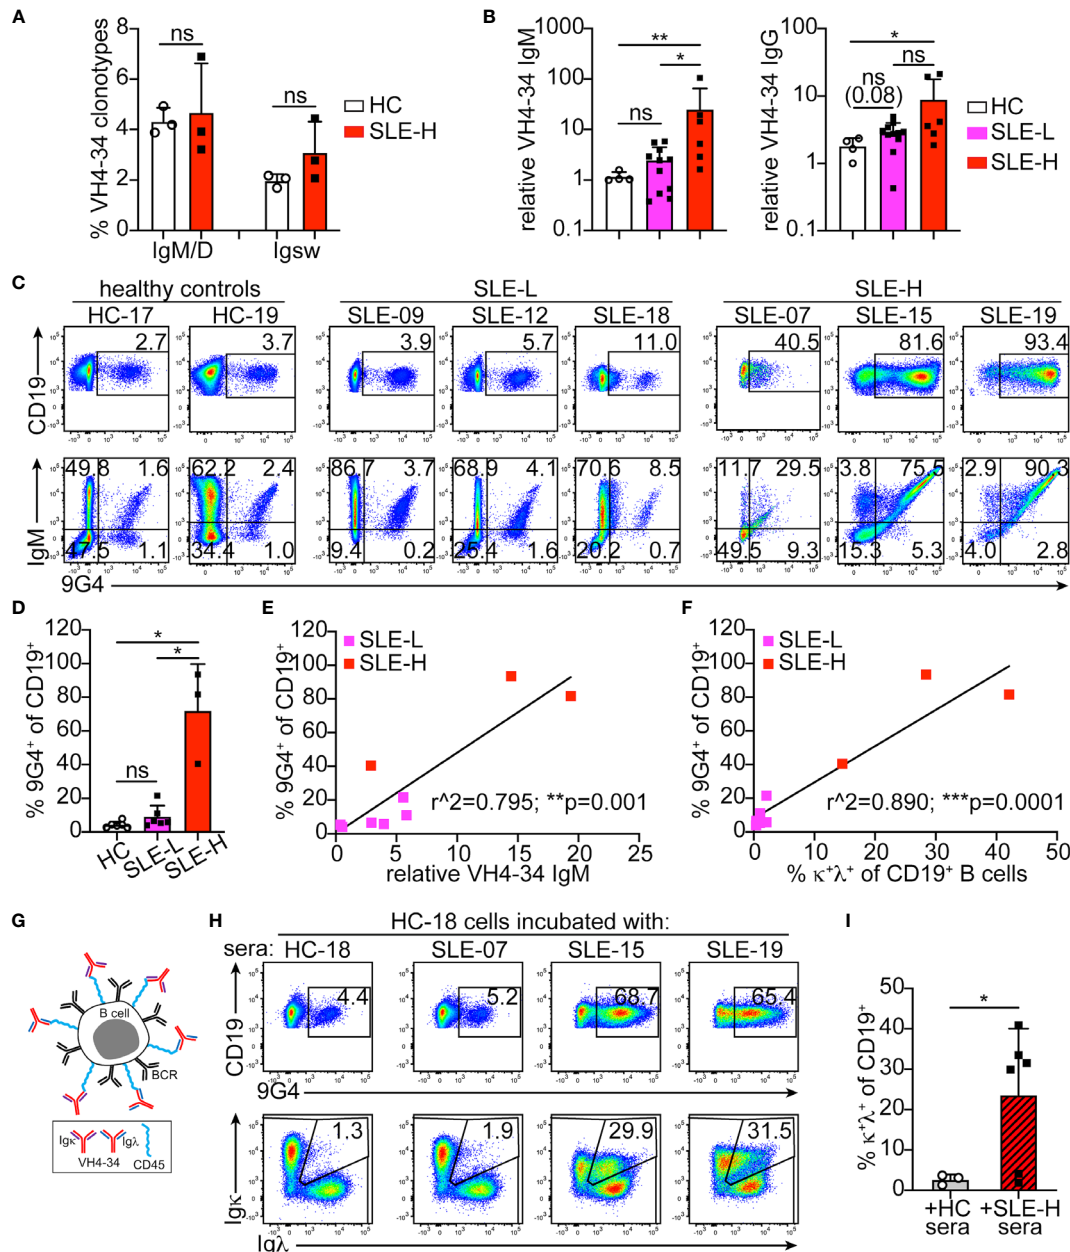 A
% VH4-34 clonotypes
8
6
4
2
0
ns
ns
IgM/D
Igsw
HC
SLE-H
B
relative VH4-34 IgM
1000
100
10
1
0.1
**
*
ns
relative VH4-34 IgG
100
10
1
0.1
*
ns
ns
(0.08)
HC
SLE-L
SLE-H
C
healthy controls
SLE-L
SLE-H
HC-17
HC-19
SLE-09
SLE-12
SLE-18
SLE-07
SLE-15
SLE-19
CD19
2.7
3.7
3.9
5.7
11.0
40.5
81.6
93.4
IgM
49.8 1.6
62.2 2.4
86.7 3.7
68.9 4.1
70.6 8.5
11.7 29.5
3.8 75.5
2.9 90.3
47.5 1.1
34.4 1.0
9.4 0.2
25.4 1.6
20.2 0.7
49.5 9.3
15.3 5.3
4.0 2.8
9G4
D
% 9G4⁺ of CD19⁺
120
100
80
60
40
20
0
*
*
ns
HC
SLE-L
SLE-H
E
% 9G4⁺ of CD19⁺
120
100
80
60
40
20
0
SLE-L
SLE-H
r^2=0.795; **p=0.001
0 5 10 15 20 25
relative VH4-34 IgM
F
% 9G4⁺ of CD19⁺
120
100
80
60
40
20
0
SLE-L
SLE-H
r^2=0.890; ***p=0.0001
0 10 20 30 40 50
% κ⁺λ⁺ of CD19⁺ B cells
G
B cell
BCR
Igκ
Igλ
VH4-34
CD45
H
HC-18 cells incubated with:
sera: HC-18 SLE-07 SLE-15 SLE-19
CD19
4.4
5.2
68.7
65.4
9G4
Igκ
1.3
1.9
29.9
31.5
Igλ
I
% κ⁺λ⁺ of CD19⁺
50
40
30
20
10
0
*
+HC
sera
+SLE-H
sera